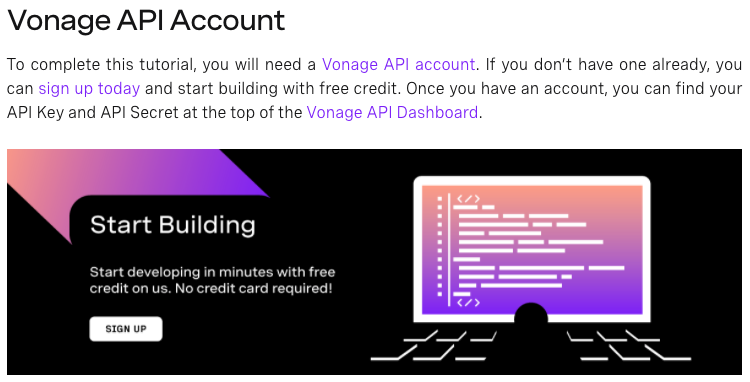 Vonage API Account
To complete this tutorial, you will need a Vonage API account. If you don’t have one already, you
can sign up today and start building with free credit. Once you have an account, you can find your
API Key and API Secret at the top of the Vonage API Dashboard.
Start Building
Start developing in minutes with free
credit on us. No credit card required!
SIGN UP
</>
</>